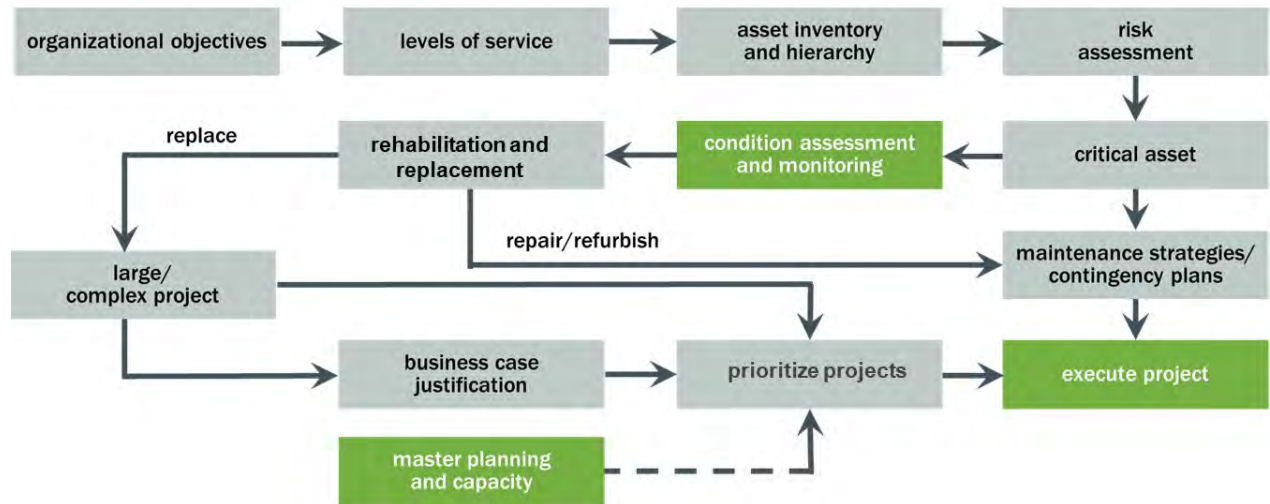 organizational objectives
levels of service
asset inventory
and hierarchy
risk
assessment
replace
rehabilitation and
replacement
condition assessment
and monitoring
critical asset
repair/refurbish
maintenance strategies/
contingency plans
large/
complex project
business case
justification
prioritize projects
execute project
master planning
and capacity